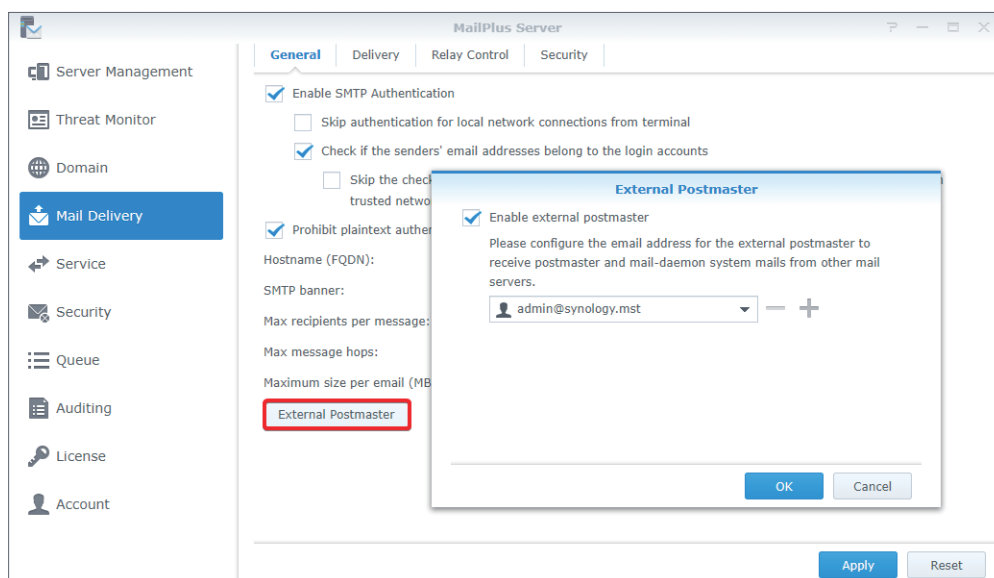 MailPlus Server
Server Management
Threat Monitor
Domain
Mail Delivery
Service
Security
Queue
Auditing
License
Account
General Delivery Relay Control Security
Enable SMTP Authentication
Skip authentication for local network connections from terminal
Check if the senders' email addresses belong to the login accounts
Skip the
trusted
Prohibit plaintext
Hostname (FQDN):
SMTP banner:
Max recipients per message:
Max message hops:
Maximum size per email (MB
External Postmaster
External Postmaster
Enable external postmaster
Please configure the email address for the external postmaster to
receive postmaster and mail-daemon system mails from other mail
servers.
admin@synology.mst
OK Cancel
Apply Reset